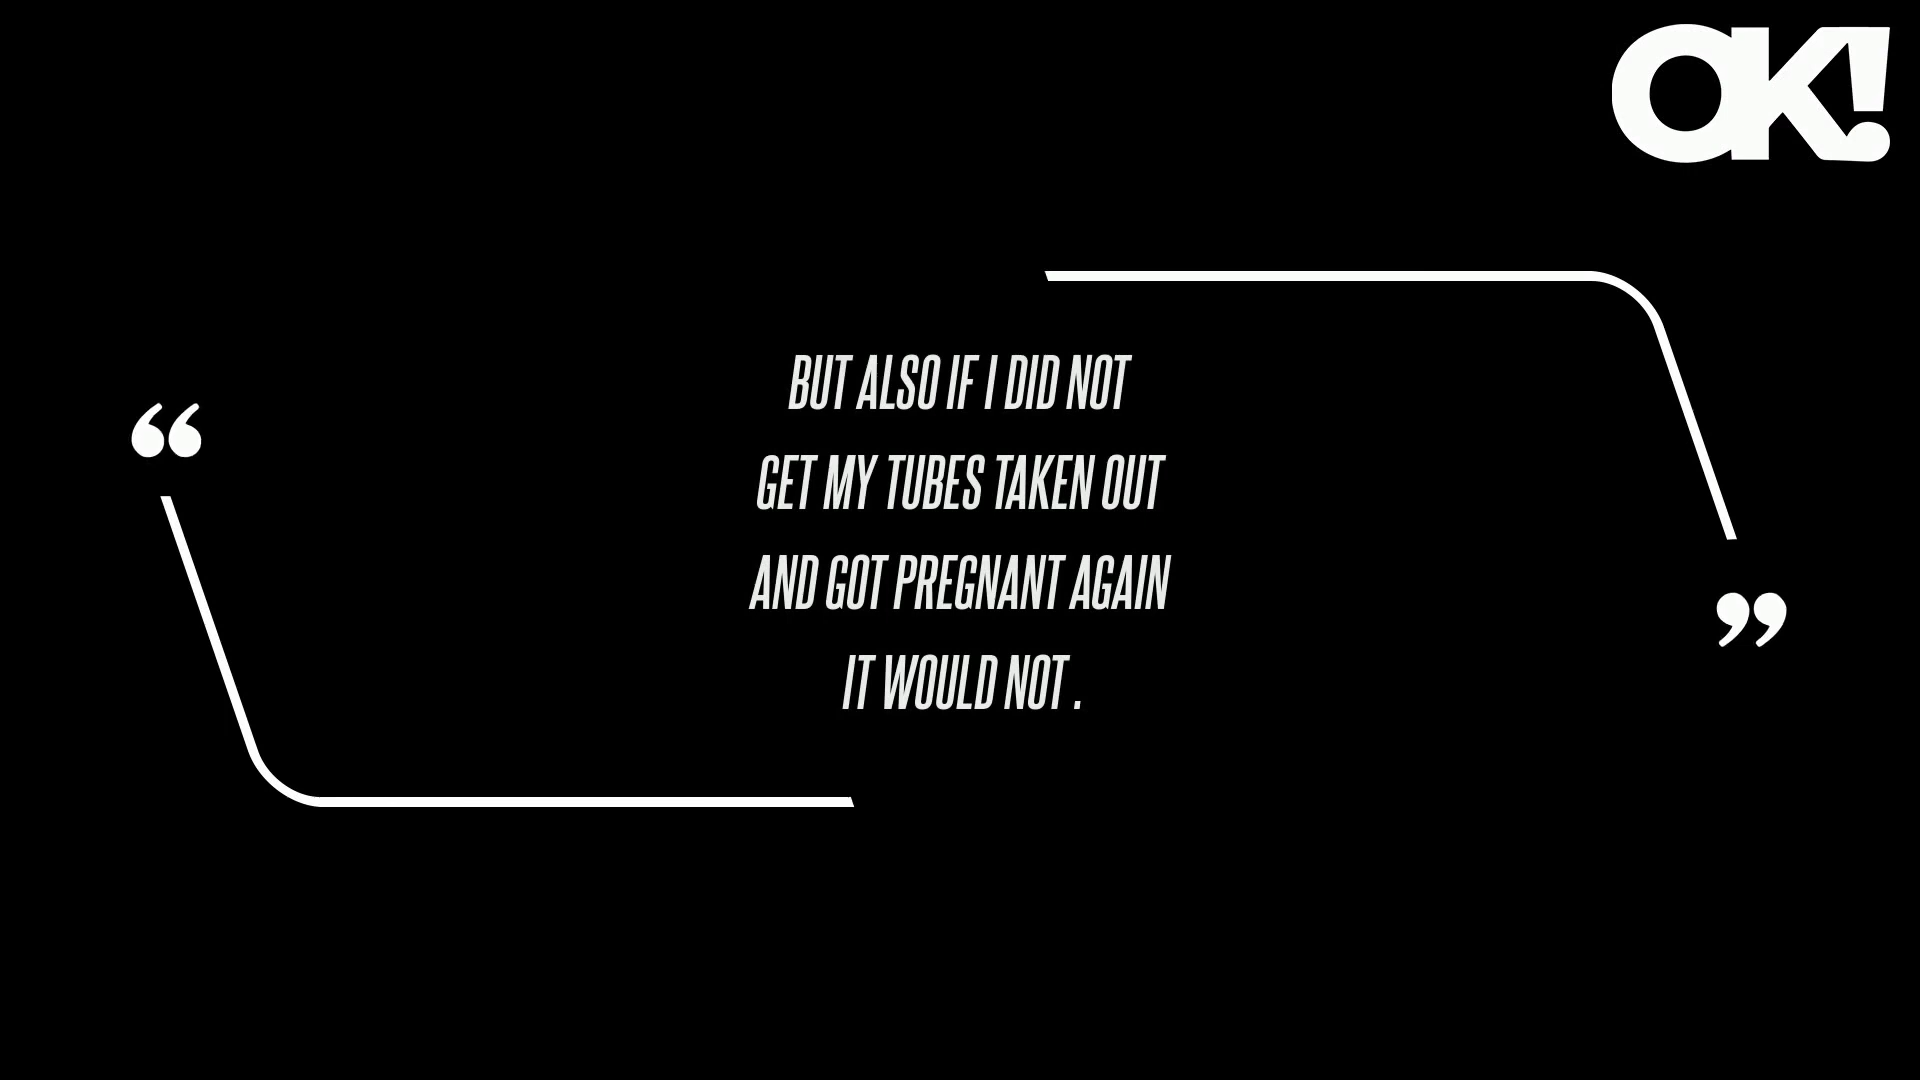 OK!
“
BUT ALSO IF I DID NOT
GET MY TUBES TAKEN OUT
AND GOT PREGNANT AGAIN
IT WOULD NOT .
”